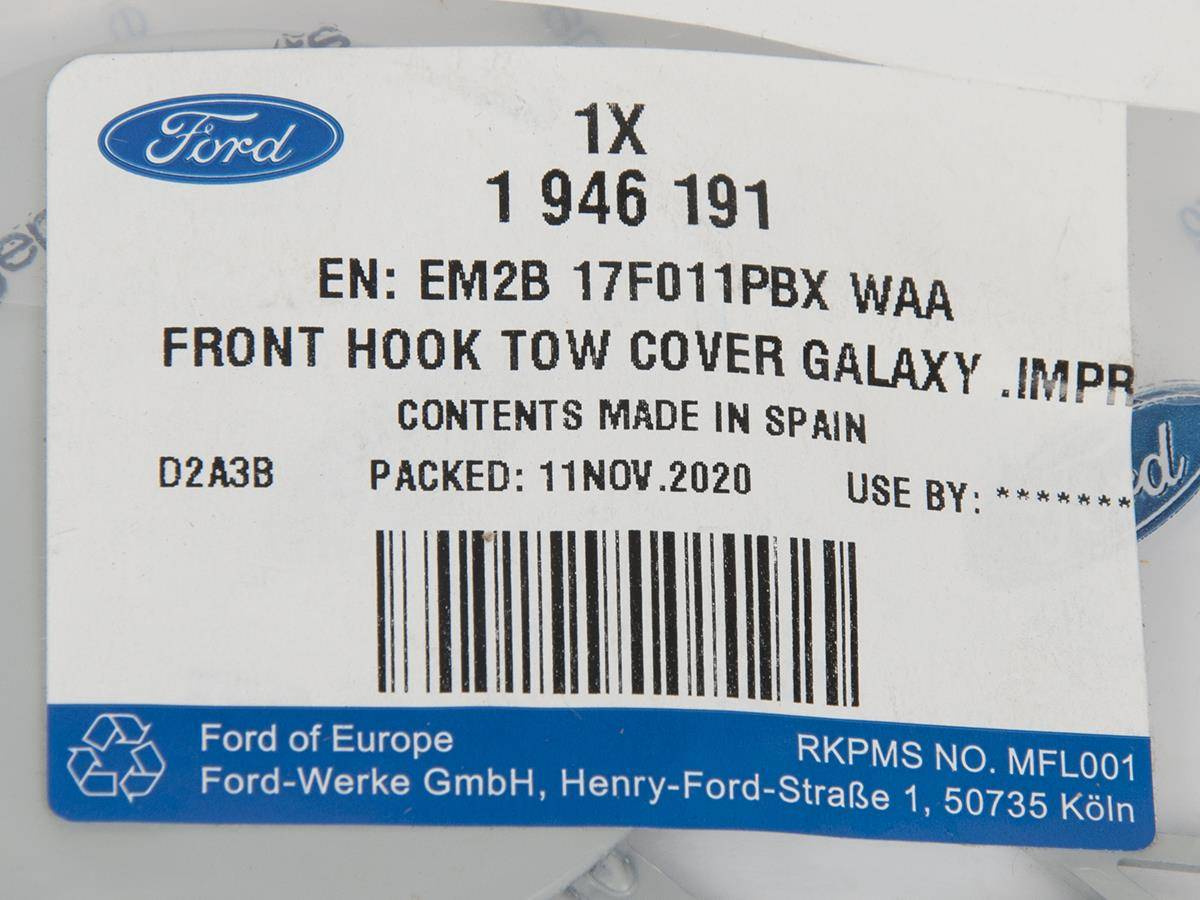 Ford
1X
1 946 191
EN: EM2B 17F011PBX WAA
FRONT HOOK TOW COVER GALAXY .IMPR
CONTENTS MADE IN SPAIN
D2A3B PACKED: 11NOV.2020 USE BY: *******
Ford of Europe RKPMS NO. MFL001
Ford-Werke GmbH, Henry-Ford-Straße 1, 50735 Köln